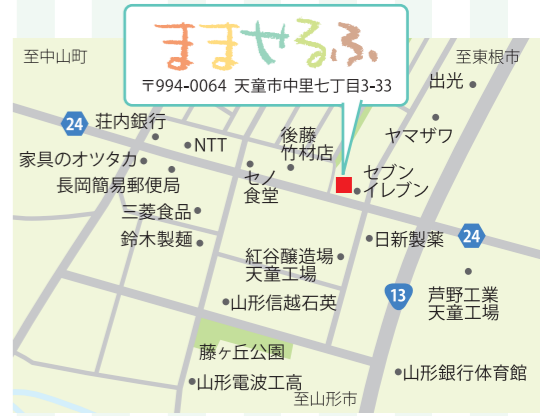 まませるふ
〒994-0064 天童市中里七丁目3-33
至中山町
至東根市
出光
24
荘内銀行
ヤマザワ
NTT
後藤
竹材店
家具のオツタカ
セノ
食堂
セブン
イレブン
長岡簡易郵便局
三菱食品
鈴木製麺
日新製薬
24
紅谷醸造場
天童工場
13
芦野工業
天童工場
山形信越石英
藤ヶ丘公園
山形電波工高
至山形市
山形銀行体育館